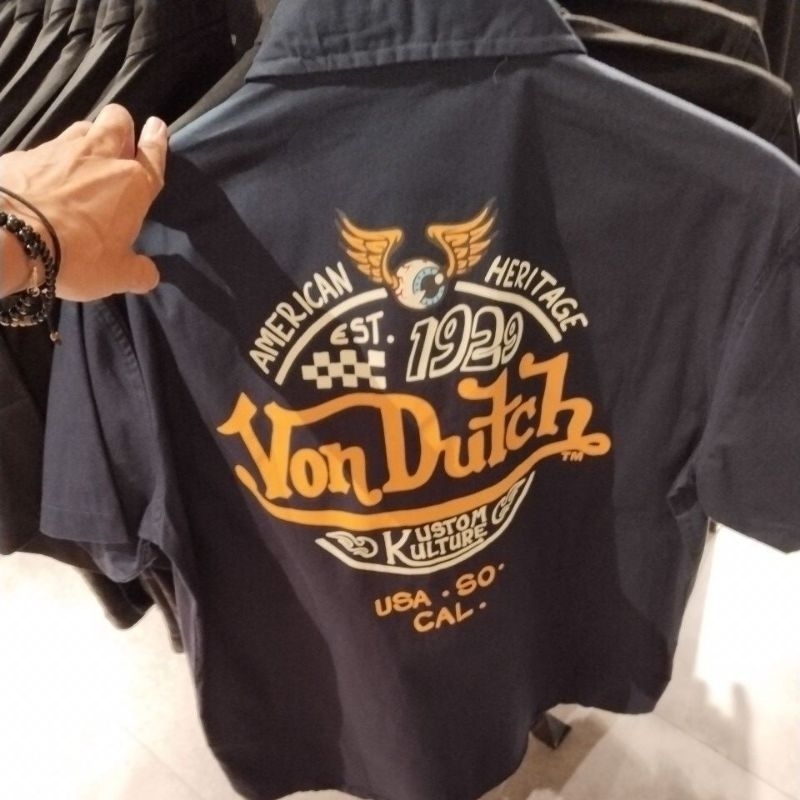 AMERICAN HERITAGE
EST. 1929
Von Dutch
TM
KUSTOM
KULTURE
USA · SO ·
CAL ·